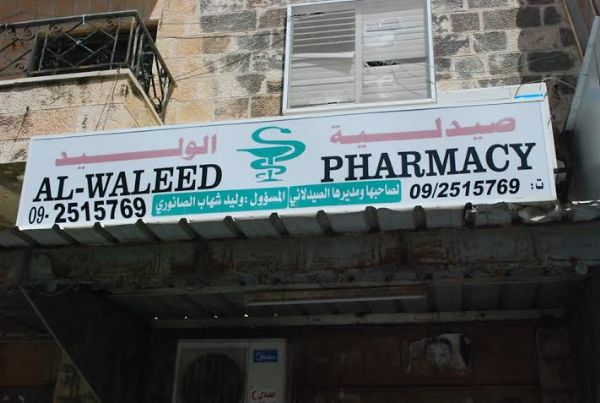 صيدلية الوليد
AL-WALEED PHARMACY
09- 2515769
لصاحبها ومديرها الصيدلاني المسؤول : وليد شهاب الصانوري
ت: 09/2515769